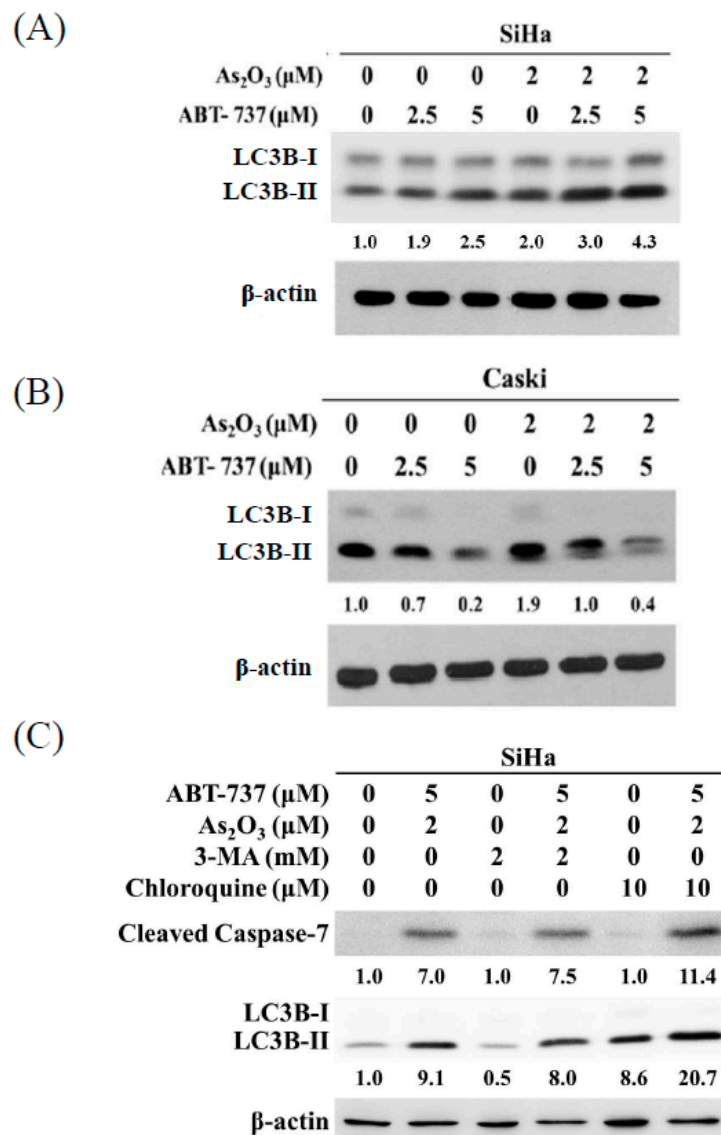 (A)
SiHa
As₂O₃ (μM) 0 0 0 2 2 2
ABT- 737 (μM) 0 2.5 5 0 2.5 5
LC3B-I
LC3B-II
1.0 1.9 2.5 2.0 3.0 4.3
β-actin
(B)
Caski
As₂O₃ (μM) 0 0 0 2 2 2
ABT- 737 (μM) 0 2.5 5 0 2.5 5
LC3B-I
LC3B-II
1.0 0.7 0.2 1.9 1.0 0.4
β-actin
(C)
SiHa
ABT-737 (μM) 0 5 0 5 0 5
As₂O₃ (μM) 0 2 0 2 0 2
3-MA (mM) 0 0 2 2 0 0
Chloroquine (μM) 0 0 0 0 10 10
Cleaved Caspase-7
1.0 7.0 1.0 7.5 1.0 11.4
LC3B-I
LC3B-II
1.0 9.1 0.5 8.0 8.6 20.7
β-actin